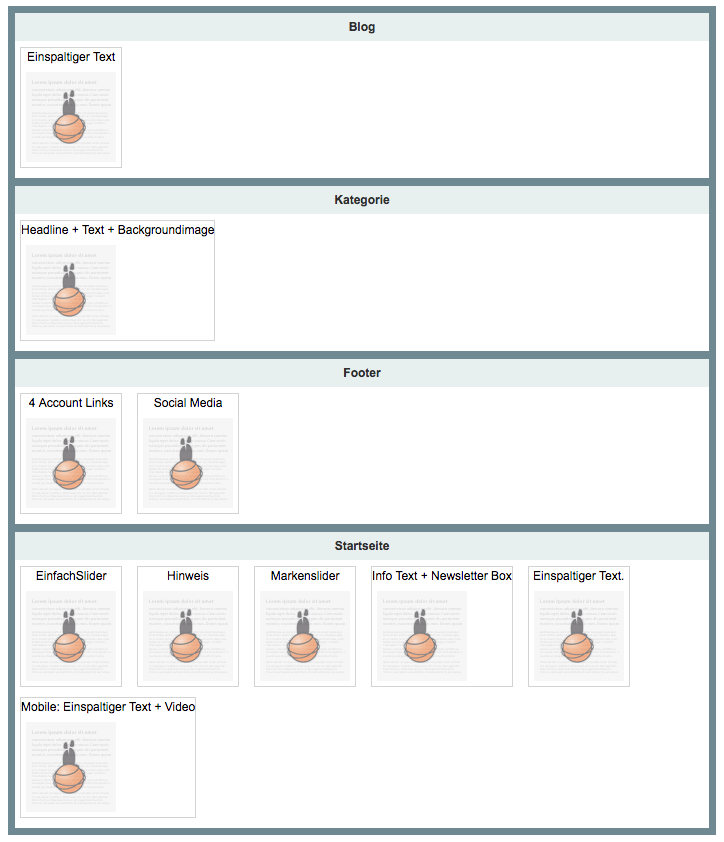 Blog
Einspaltiger Text
Kategorie
Headline + Text + Backgroundimage
Footer
4 Account Links
Social Media
Startseite
EinfachSlider
Hinweis
Markenslider
Info Text + Newsletter Box
Einspaltiger Text.
Mobile: Einspaltiger Text + Video